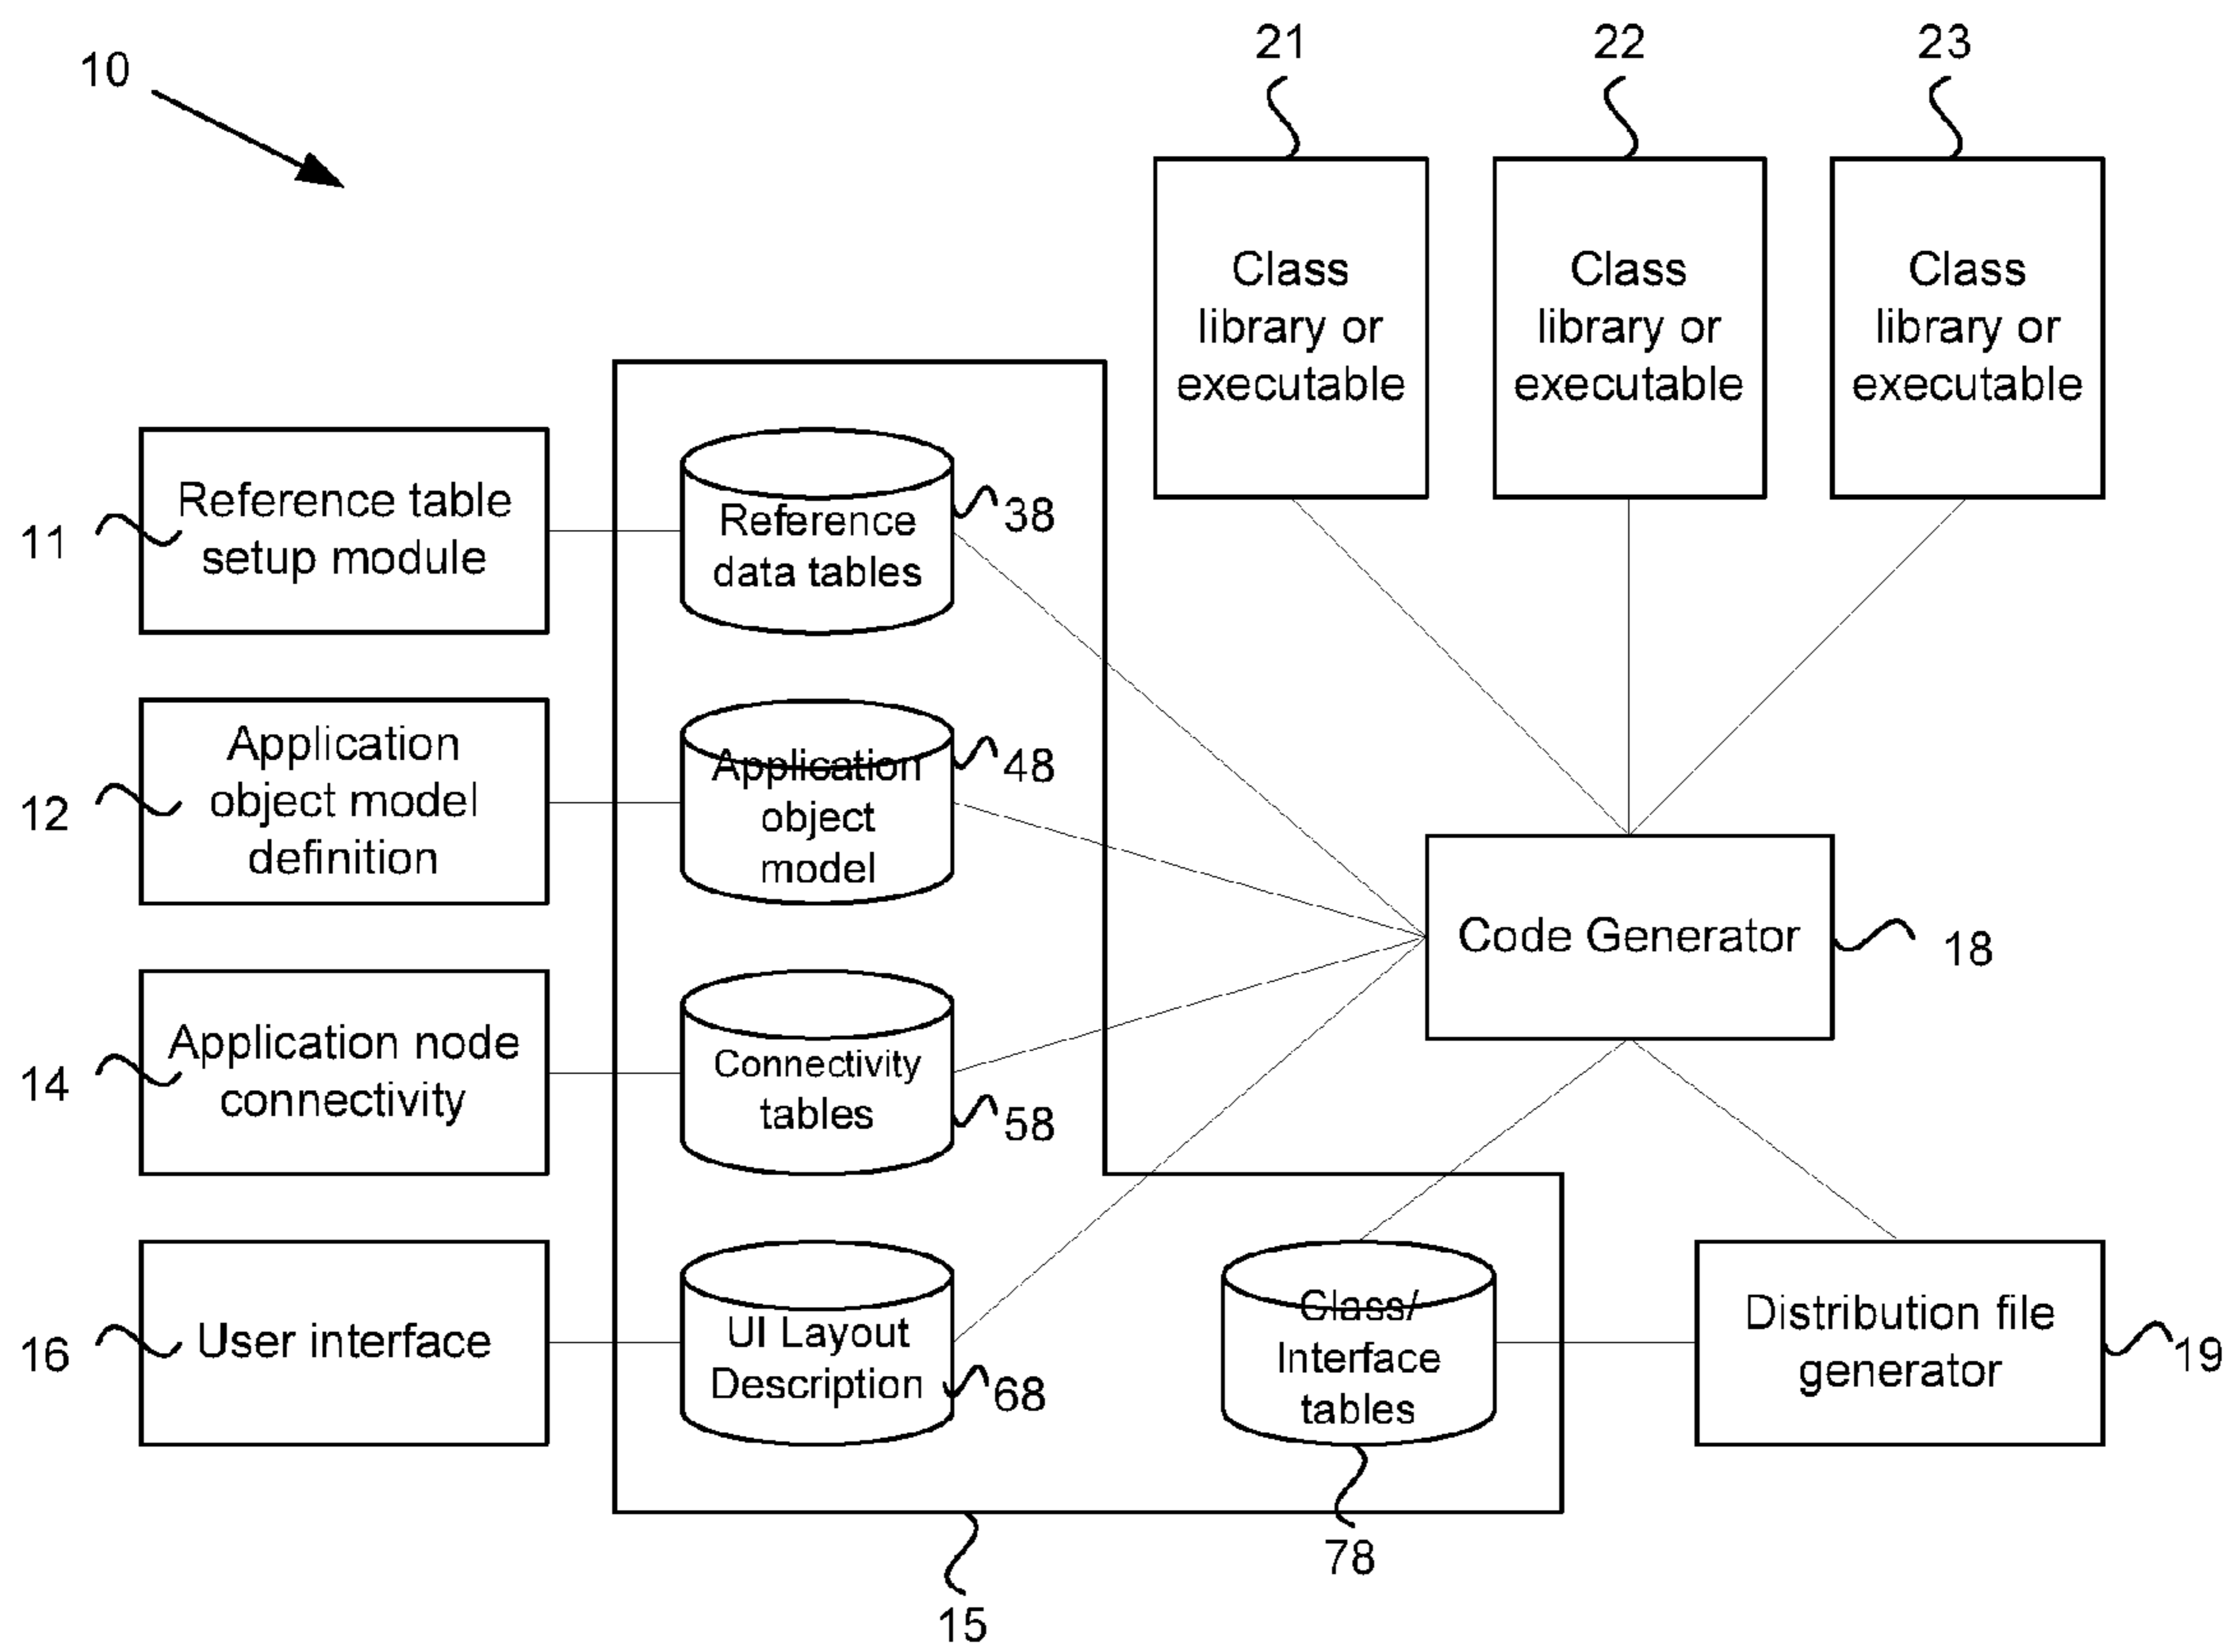 10
21
22
23
Class
library or
executable
Class
library or
executable
Class
library or
executable
11
Reference table
setup module
Reference
data tables
38
12
Application
object model
definition
Application
object
model
48
Code Generator
18
14
Application node
connectivity
Connectivity
tables
58
16
User interface
UI Layout
Description
68
Class/
Interface
tables
78
Distribution file
generator
19
15